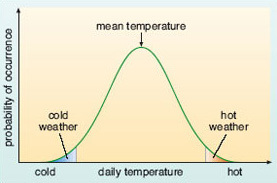 mean temperature
probability of occurrence
cold
weather
hot
weather
cold
daily temperature
hot